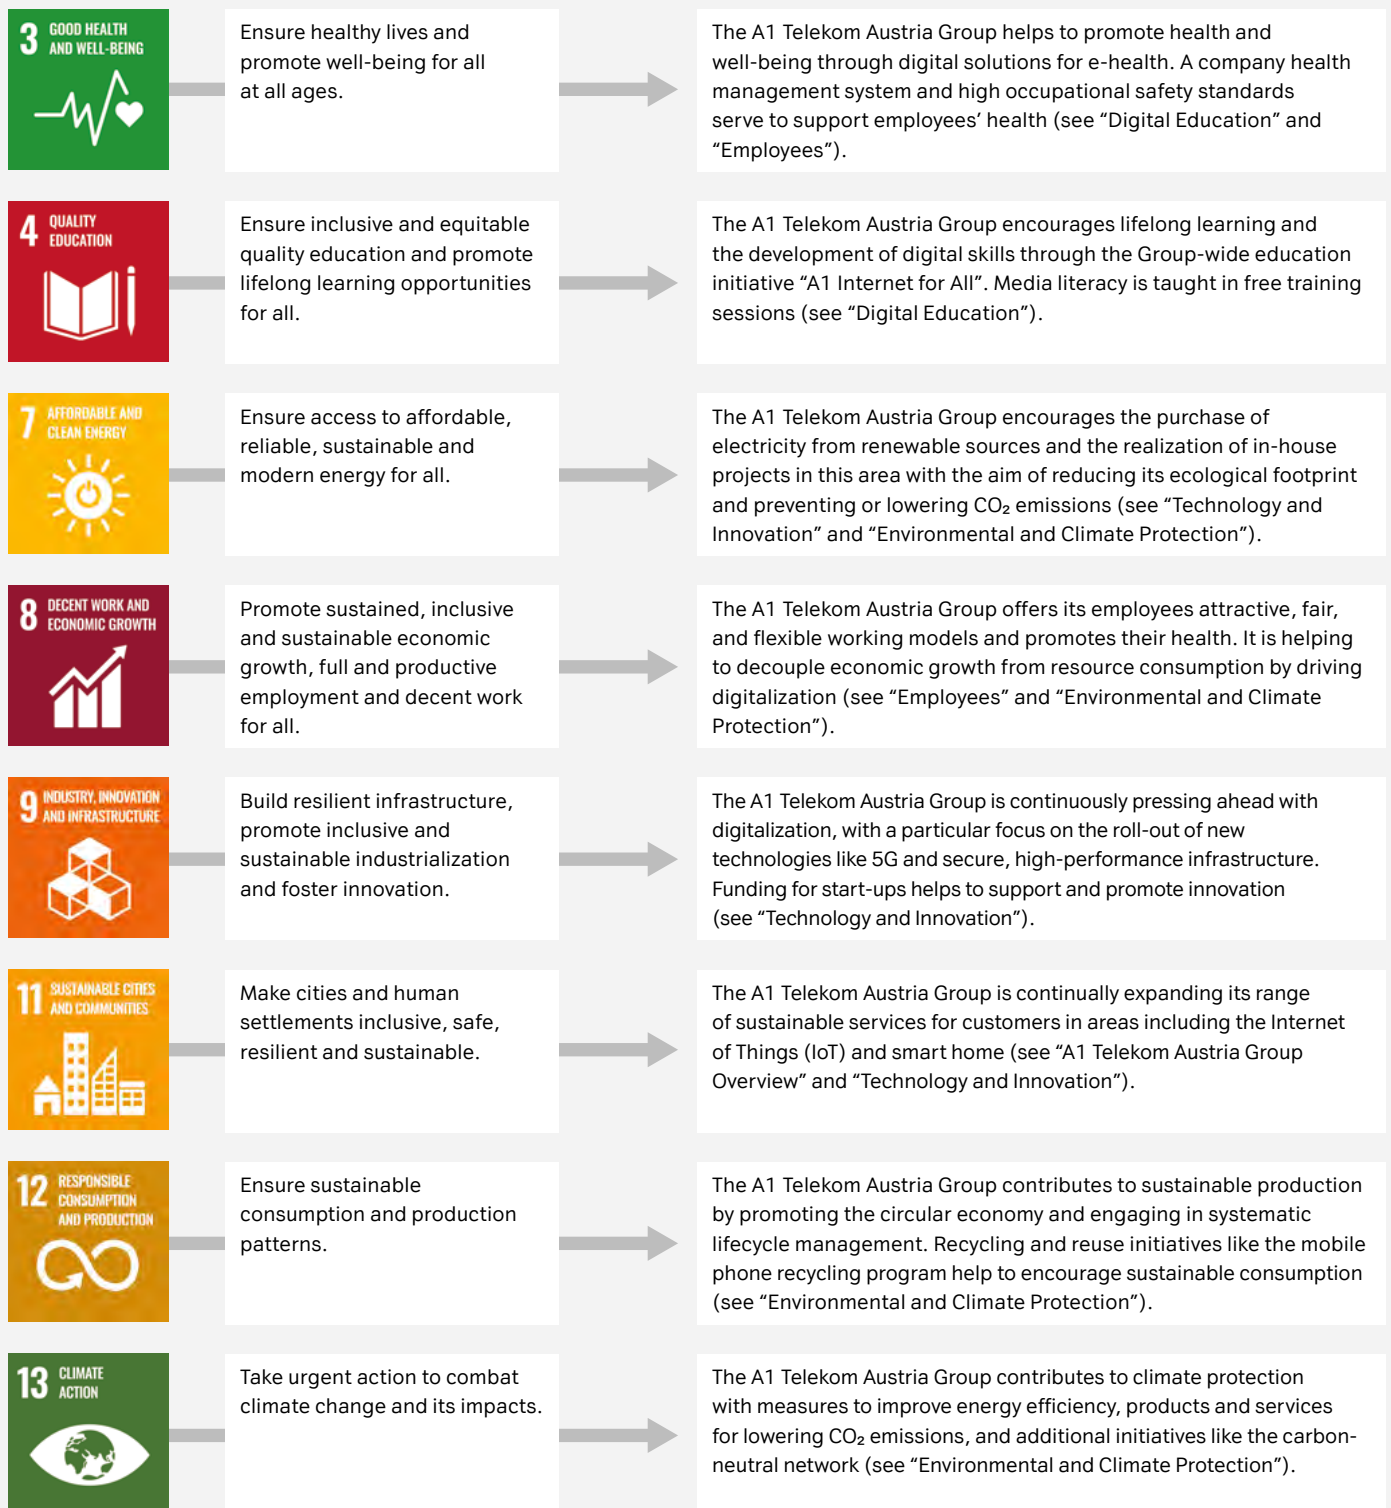 3 GOOD HEALTH
AND WELL-BEING
Ensure healthy lives and
promote well-being for all
at all ages.
The A1 Telekom Austria Group helps to promote health and
well-being through digital solutions for e-health. A company health
management system and high occupational safety standards
serve to support employees’ health (see “Digital Education” and
“Employees”).
4 QUALITY
EDUCATION
Ensure inclusive and equitable
quality education and promote
lifelong learning opportunities
for all.
The A1 Telekom Austria Group encourages lifelong learning and
the development of digital skills through the Group-wide education
initiative “A1 Internet for All”. Media literacy is taught in free training
sessions (see “Digital Education”).
7 AFFORDABLE AND
CLEAN ENERGY
Ensure access to affordable,
reliable, sustainable and
modern energy for all.
The A1 Telekom Austria Group encourages the purchase of
electricity from renewable sources and the realization of in-house
projects in this area with the aim of reducing its ecological footprint
and preventing or lowering CO₂ emissions (see “Technology and
Innovation” and “Environmental and Climate Protection”).
8 DECENT WORK AND
ECONOMIC GROWTH
Promote sustained, inclusive
and sustainable economic
growth, full and productive
employment and decent work
for all.
The A1 Telekom Austria Group offers its employees attractive, fair,
and flexible working models and promotes their health. It is helping
to decouple economic growth from resource consumption by driving
digitalization (see “Employees” and “Environmental and Climate
Protection”).
9 INDUSTRY, INNOVATION
AND INFRASTRUCTURE
Build resilient infrastructure,
promote inclusive and
sustainable industrialization
and foster innovation.
The A1 Telekom Austria Group is continuously pressing ahead with
digitalization, with a particular focus on the roll-out of new
technologies like 5G and secure, high-performance infrastructure.
Funding for start-ups helps to support and promote innovation
(see “Technology and Innovation”).
11 SUSTAINABLE CITIES
AND COMMUNITIES
Make cities and human
settlements inclusive, safe,
resilient and sustainable.
The A1 Telekom Austria Group is continually expanding its range
of sustainable services for customers in areas including the Internet
of Things (IoT) and smart home (see “A1 Telekom Austria Group
Overview” and “Technology and Innovation”).
12 RESPONSIBLE
CONSUMPTION
AND PRODUCTION
Ensure sustainable
consumption and production
patterns.
The A1 Telekom Austria Group contributes to sustainable production
by promoting the circular economy and engaging in systematic
lifecycle management. Recycling and reuse initiatives like the mobile
phone recycling program help to encourage sustainable consumption
(see “Environmental and Climate Protection”).
13 CLIMATE
ACTION
Take urgent action to combat
climate change and its impacts.
The A1 Telekom Austria Group contributes to climate protection
with measures to improve energy efficiency, products and services
for lowering CO₂ emissions, and additional initiatives like the carbon-
neutral network (see “Environmental and Climate Protection”).